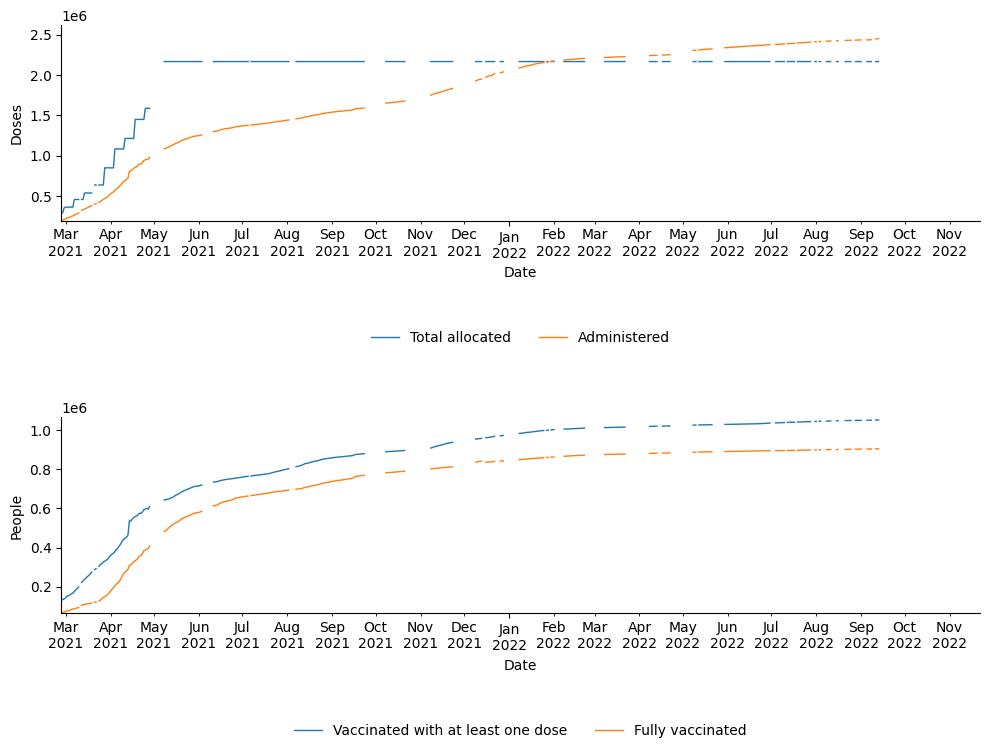 1e6
2.5
2.0
1.5
1.0
0.5
Doses
Mar Apr May Jun Jul Aug Sep Oct Nov Dec Jan Feb Mar Apr May Jun Jul Aug Sep Oct Nov
2021 2021 2021 2021 2021 2021 2021 2021 2021 2021 2022 2022 2022 2022 2022 2022 2022 2022 2022 2022 2022
Date
Total allocated Administered
1e6
1.0
0.8
0.6
0.4
0.2
People
Mar Apr May Jun Jul Aug Sep Oct Nov Dec Jan Feb Mar Apr May Jun Jul Aug Sep Oct Nov
2021 2021 2021 2021 2021 2021 2021 2021 2021 2021 2022 2022 2022 2022 2022 2022 2022 2022 2022 2022 2022
Date
Vaccinated with at least one dose Fully vaccinated